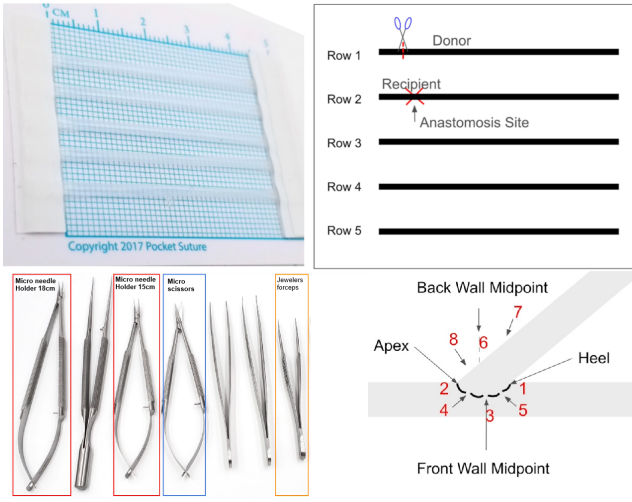 0 CM 1 2 3 4 5
Copyright 2017 Pocket Suture
Donor
Row 1
Recipient
Row 2
Anastomosis Site
Row 3
Row 4
Row 5
Micro needle
Holder 18cm
Micro needle
Holder 15cm
Micro
scissors
Jewelers
forceps
Back Wall Midpoint
7
8
6
Apex
Heel
2
1
4
3
5
Front Wall Midpoint